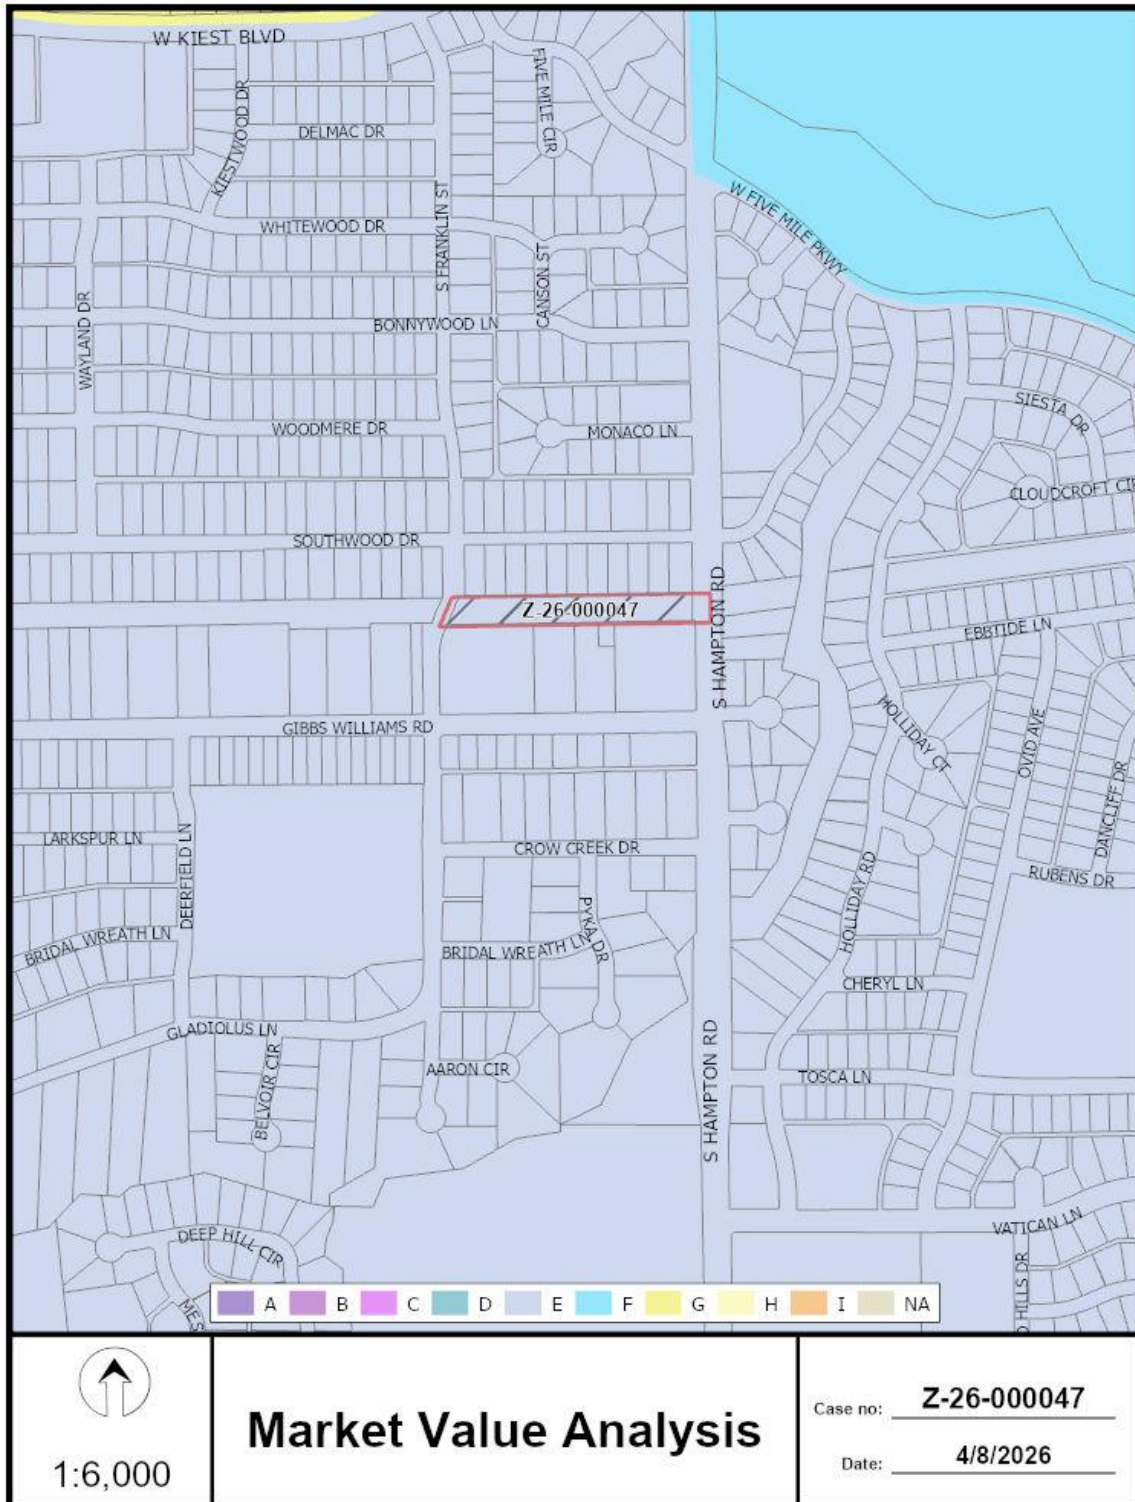 W KIEST BLVD
FIVE MILE CIR
KIESTWOOD DR
DELMAC DR
S FRANKLIN ST
W FIVE MILE PKWY
WHITEWOOD DR
CANSON ST
WAYLAND DR
BONNYWOOD LN
SIESTA DR
WOODMERE DR
MONACO LN
CLOUDCROFT CIR
SOUTHWOOD DR
S HAMPTON RD
Z-26-000047
EBBTIDE LN
GIBBS WILLIAMS RD
HOLLIDAY CT
OVID AVE
DANCLIFF DR
LARKSPUR LN
DEERFIELD LN
CROW CREEK DR
RUBENS DR
HOLLIDAY RD
BRIDAL WREATH LN
BRIDAL WREATH LN
PYKA DR
CHERYL LN
GLADIOLUS LN
BELVOIR CIR
AARON CIR
S HAMPTON RD
TOSCA LN
DEEP HILL CIR
VATICAN LN
MES
D HILLS DR
A B C D E F G H I NA
1:6,000
Market Value Analysis
Case no: Z-26-000047
Date: 4/8/2026